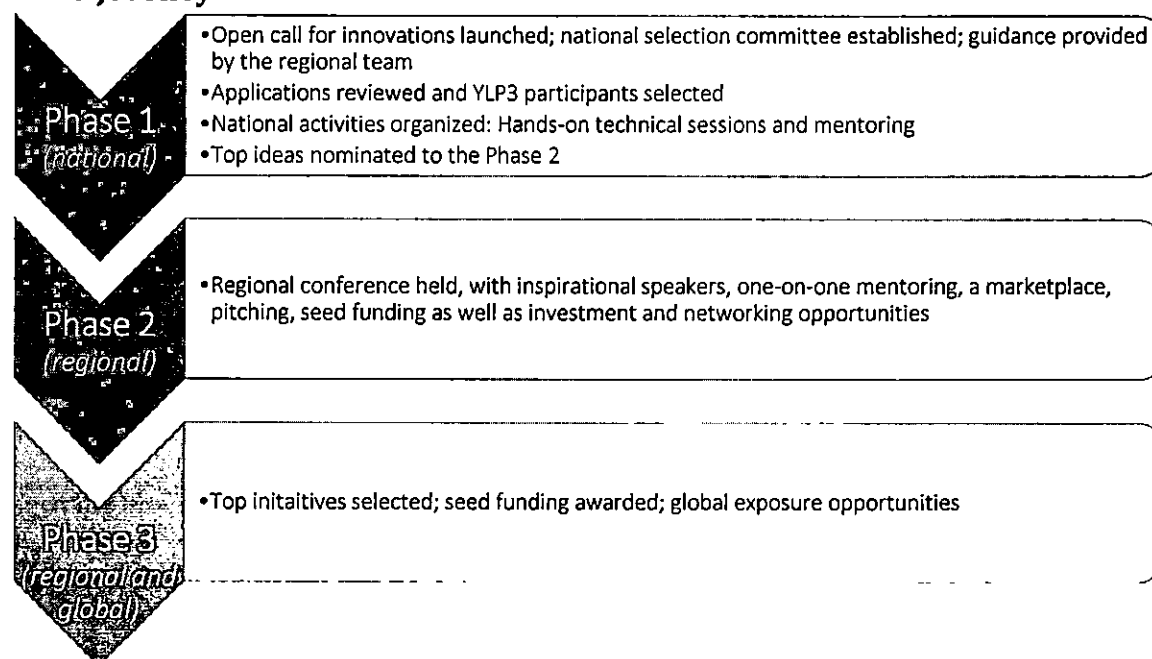 Phase 1
(national)
•Open call for innovations launched; national selection committee established; guidance provided
by the regional team
•Applications reviewed and YLP3 participants selected
•National activities organized: Hands-on technical sessions and mentoring
•Top ideas nominated to the Phase 2
Phase 2
(regional)
•Regional conference held, with inspirational speakers, one-on-one mentoring, a marketplace,
pitching, seed funding as well as investment and networking opportunities
Phase 3
(regional and
global)
•Top initaitives selected; seed funding awarded; global exposure opportunities